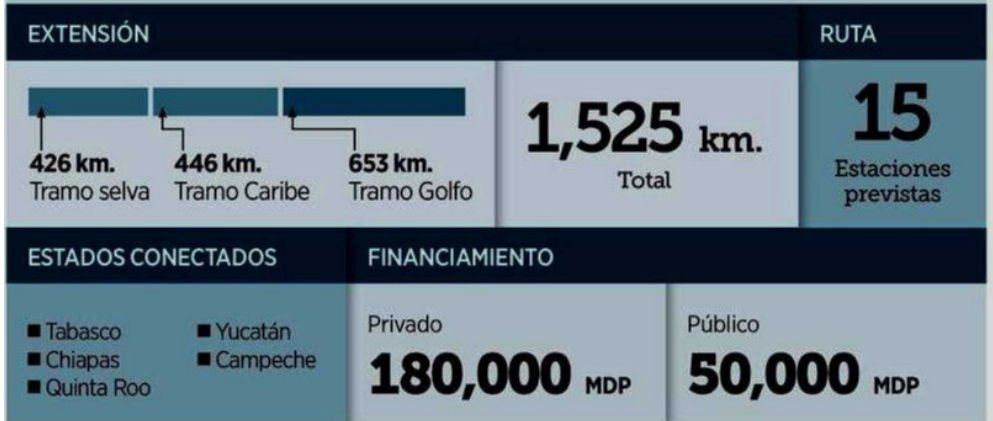 EXTENSIÓN
426 km.
Tramo selva
446 km.
Tramo Caribe
653 km.
Tramo Golfo
1,525 km.
Total
RUTA
15
Estaciones
previstas
ESTADOS CONECTADOS
■ Tabasco
■ Chiapas
■ Quinta Roo
■ Yucatán
■ Campeche
FINANCIAMIENTO
Privado
180,000 MDP
Público
50,000 MDP